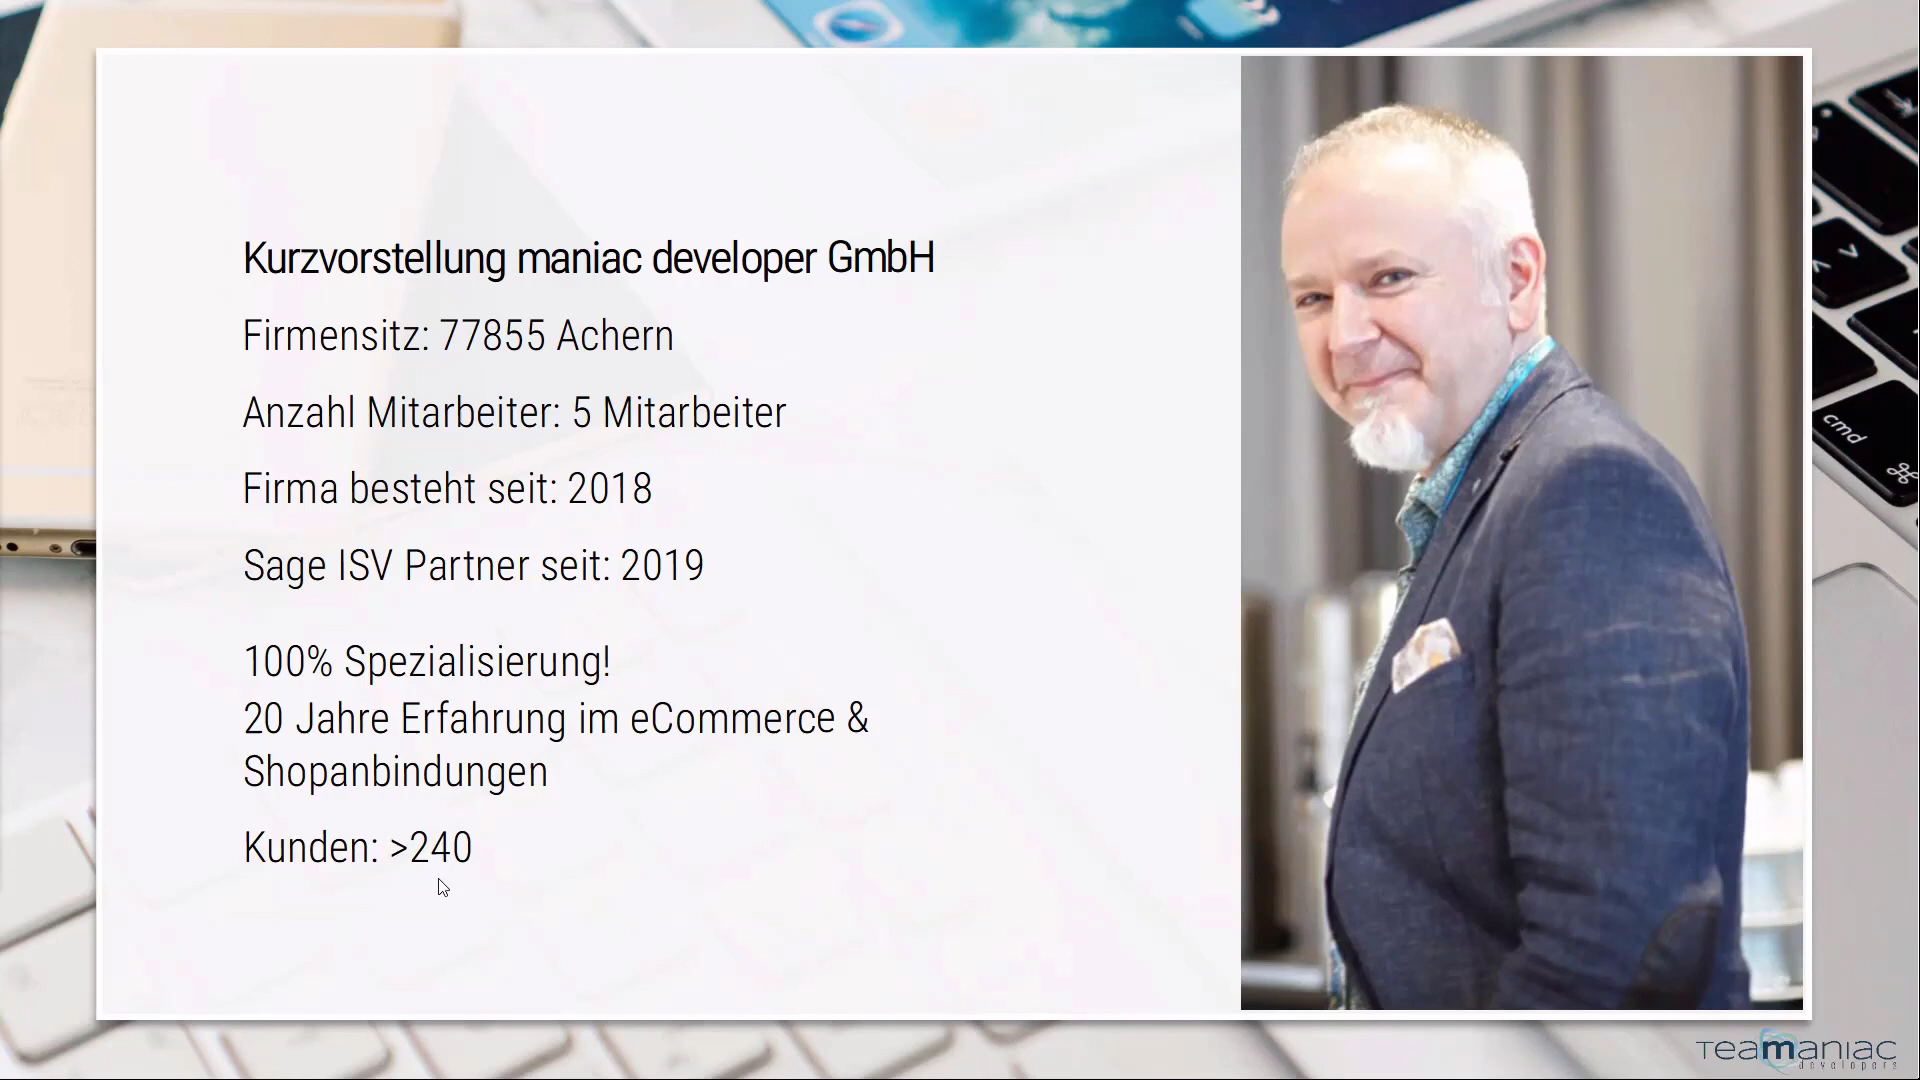 Kurzvorstellung maniac developer GmbH
Firmensitz: 77855 Achern
Anzahl Mitarbeiter: 5 Mitarbeiter
Firma besteht seit: 2018
Sage ISV Partner seit: 2019
100% Spezialisierung!
20 Jahre Erfahrung im eCommerce &
Shopanbindungen
Kunden: >240
cmd
Teamaniac
developers